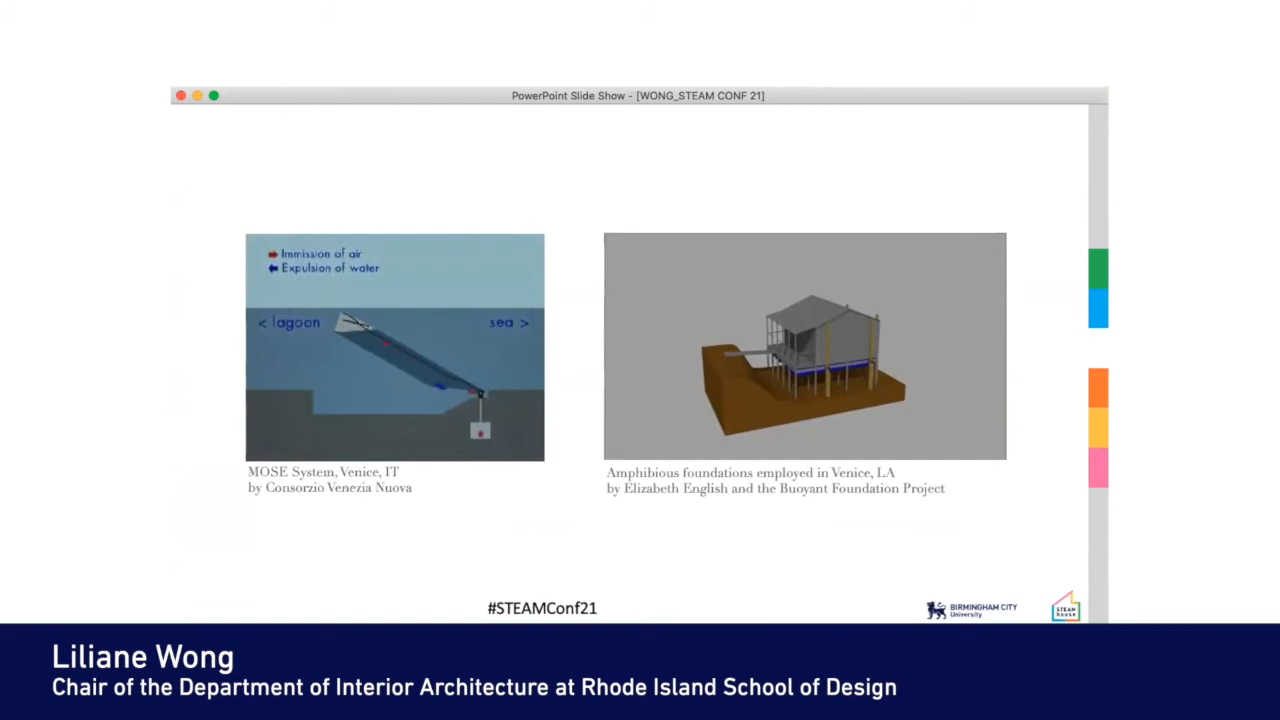 PowerPoint Slide Show - [WONG_STEAM CONF 21]
Immission of air
Expulsion of water
< lagoon
sea >
MOSE System, Venice, IT
by Consorzio Venezia Nuova
Amphibious foundations employed in Venice, LA
by Elizabeth English and the Buoyant Foundation Project
#STEAMConf21
BIRMINGHAM CITY
University
STEAM
house
Liliane Wong
Chair of the Department of Interior Architecture at Rhode Island School of Design